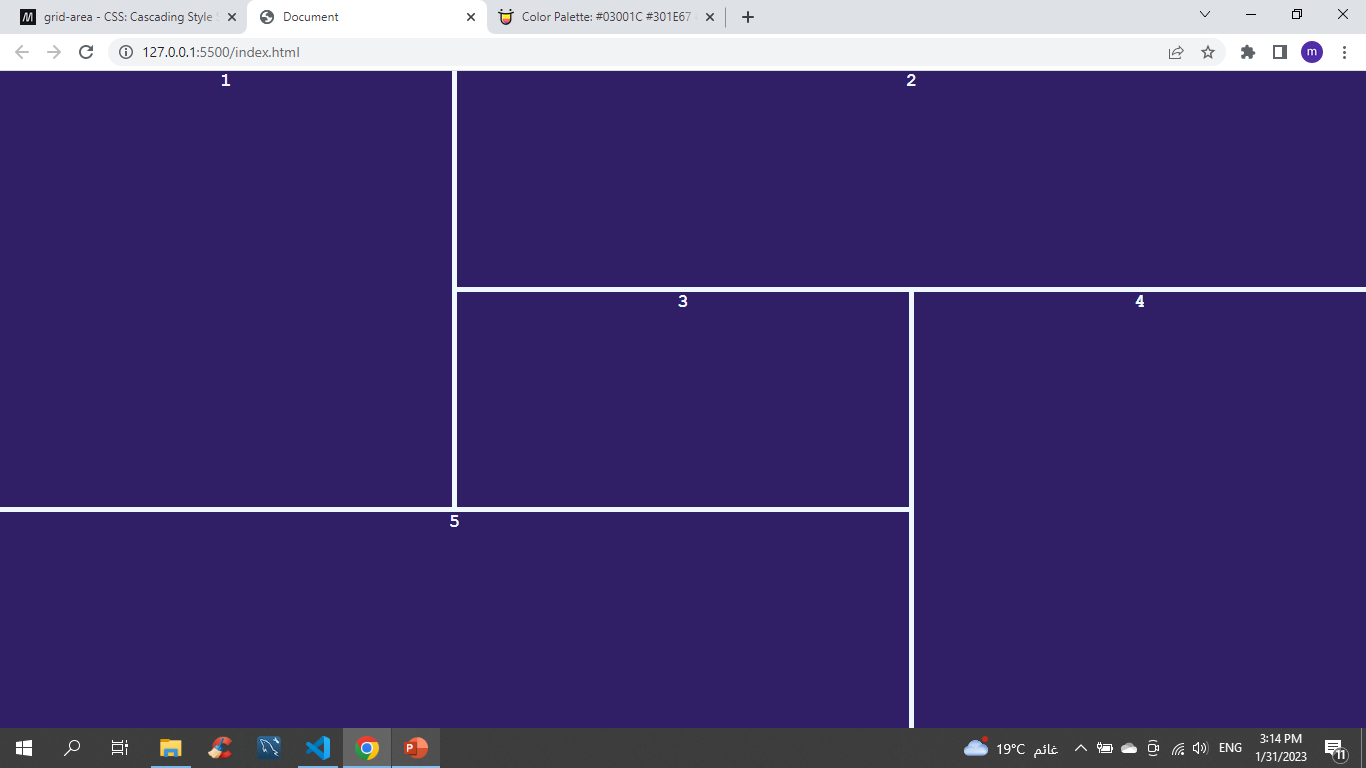 grid-area - CSS: Cascading Style S
Document
Color Palette: #03001C #301E67
127.0.0.1:5500/index.html
m
1
2
3
4
5
19°C غائم
ENG
3:14 PM
1/31/2023
11